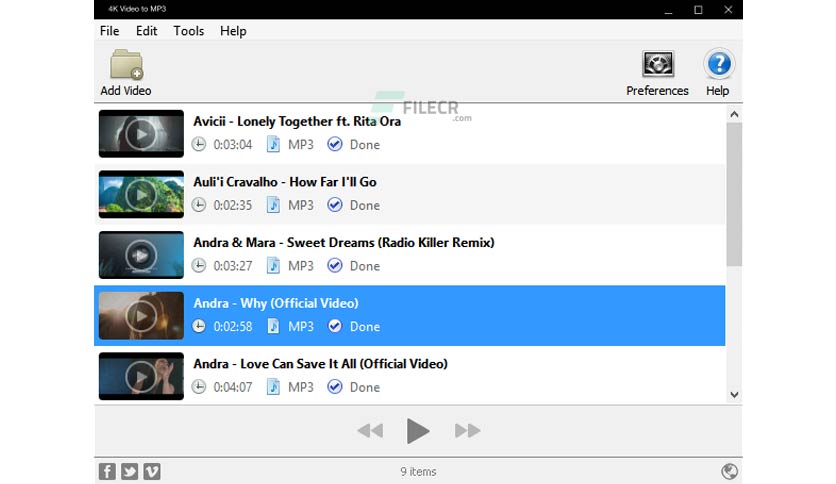 4K Video to MP3
File Edit Tools Help
Add Video Preferences Help
FILECR
.com
Avicii - Lonely Together ft. Rita Ora
0:03:04 MP3 Done
Auli'i Cravalho - How Far I'll Go
0:02:35 MP3 Done
Andra & Mara - Sweet Dreams (Radio Killer Remix)
0:03:27 MP3 Done
Andra - Why (Official Video)
0:02:58 MP3 Done
Andra - Love Can Save It All (Official Video)
0:04:07 MP3 Done
9 items